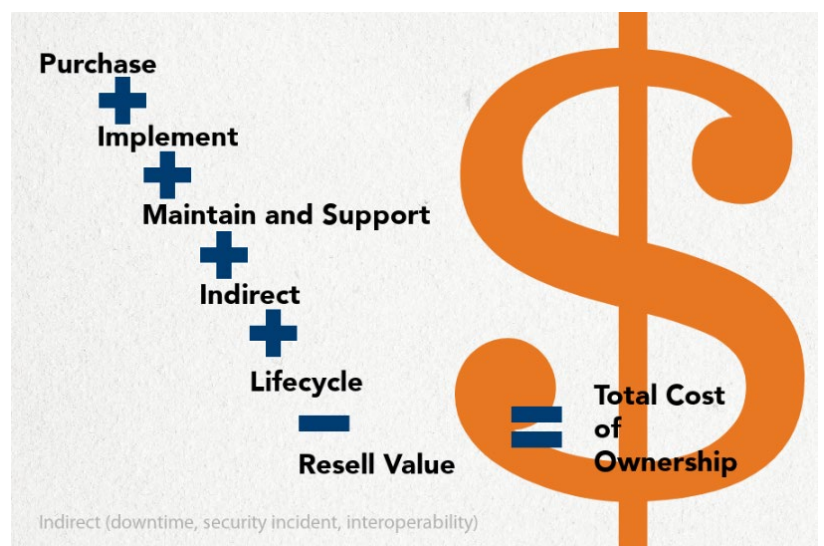 Purchase
+
Implement
+
Maintain and Support
+
Indirect
+
Lifecycle
−
Resell Value
=
Total Cost
of
Ownership
Indirect (downtime, security incident, interoperability)
$